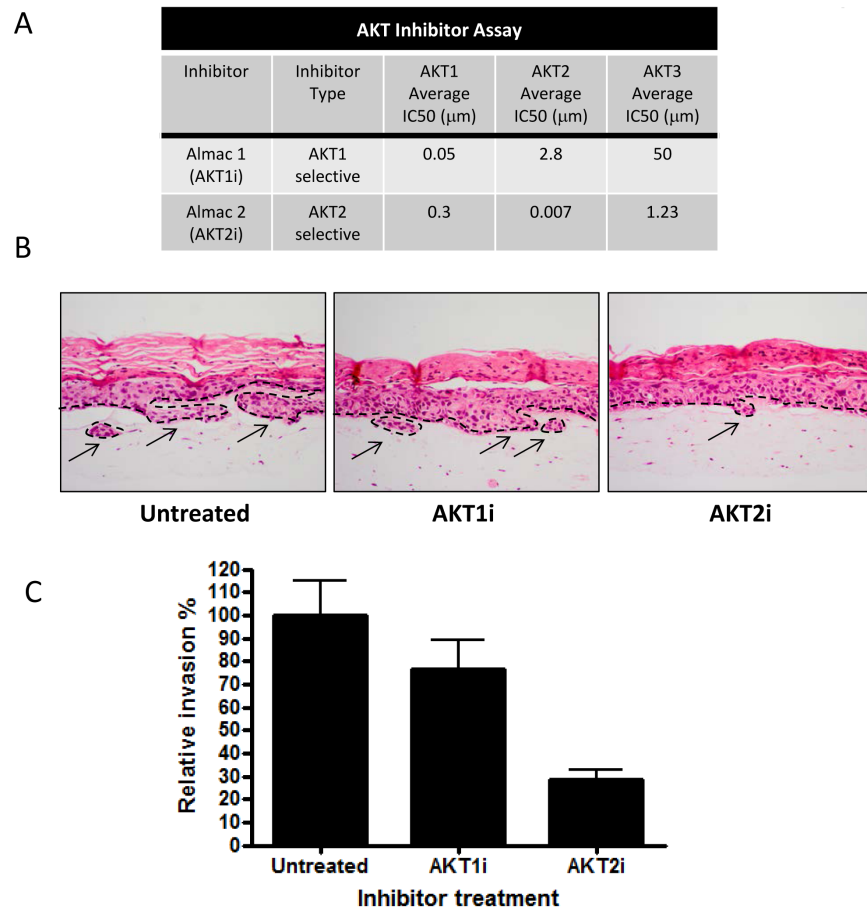 A
AKT Inhibitor Assay
Inhibitor
Inhibitor
Type
AKT1
Average
IC50 (μm)
AKT2
Average
IC50 (μm)
AKT3
Average
IC50 (μm)
Almac 1
(AKT1i)
AKT1
selective
0.05
2.8
50
Almac 2
(AKT2i)
AKT2
selective
0.3
0.007
1.23
B
Untreated
AKT1i
AKT2i
C
Relative invasion %
120
110
100
90
80
70
60
50
40
30
20
10
0
Untreated
AKT1i
AKT2i
Inhibitor treatment